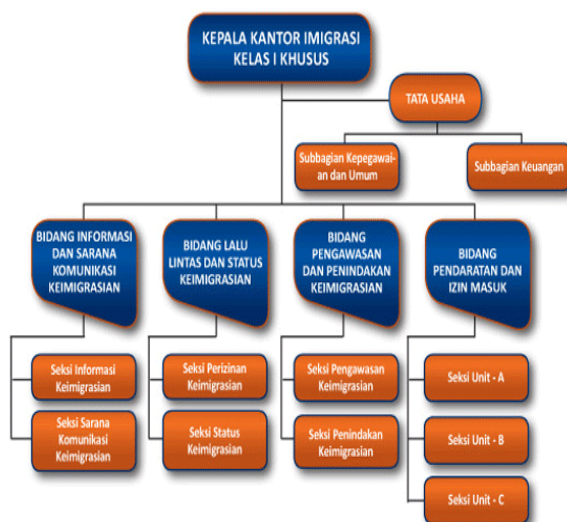 KEPALA KANTOR IMIGRASI
KELAS I KHUSUS
TATA USAHA
Subbagian Kepegawai-
an dan Umum
Subbagian Keuangan
BIDANG INFORMASI
DAN SARANA
KOMUNIKASI
KEIMIGRASIAN
BIDANG LALU
LINTAS DAN STATUS
KEIMIGRASIAN
BIDANG
PENGAWASAN
DAN PENINDAKAN
KEIMIGRASIAN
BIDANG
PENDARATAN DAN
IZIN MASUK
Seksi Informasi
Keimigrasian
Seksi Sarana
Komunikasi
Keimigrasian
Seksi Perizinan
Keimigrasian
Seksi Status
Keimigrasian
Seksi Pengawasan
Keimigrasian
Seksi Penindakan
Keimigrasian
Seksi Unit - A
Seksi Unit - B
Seksi Unit - C